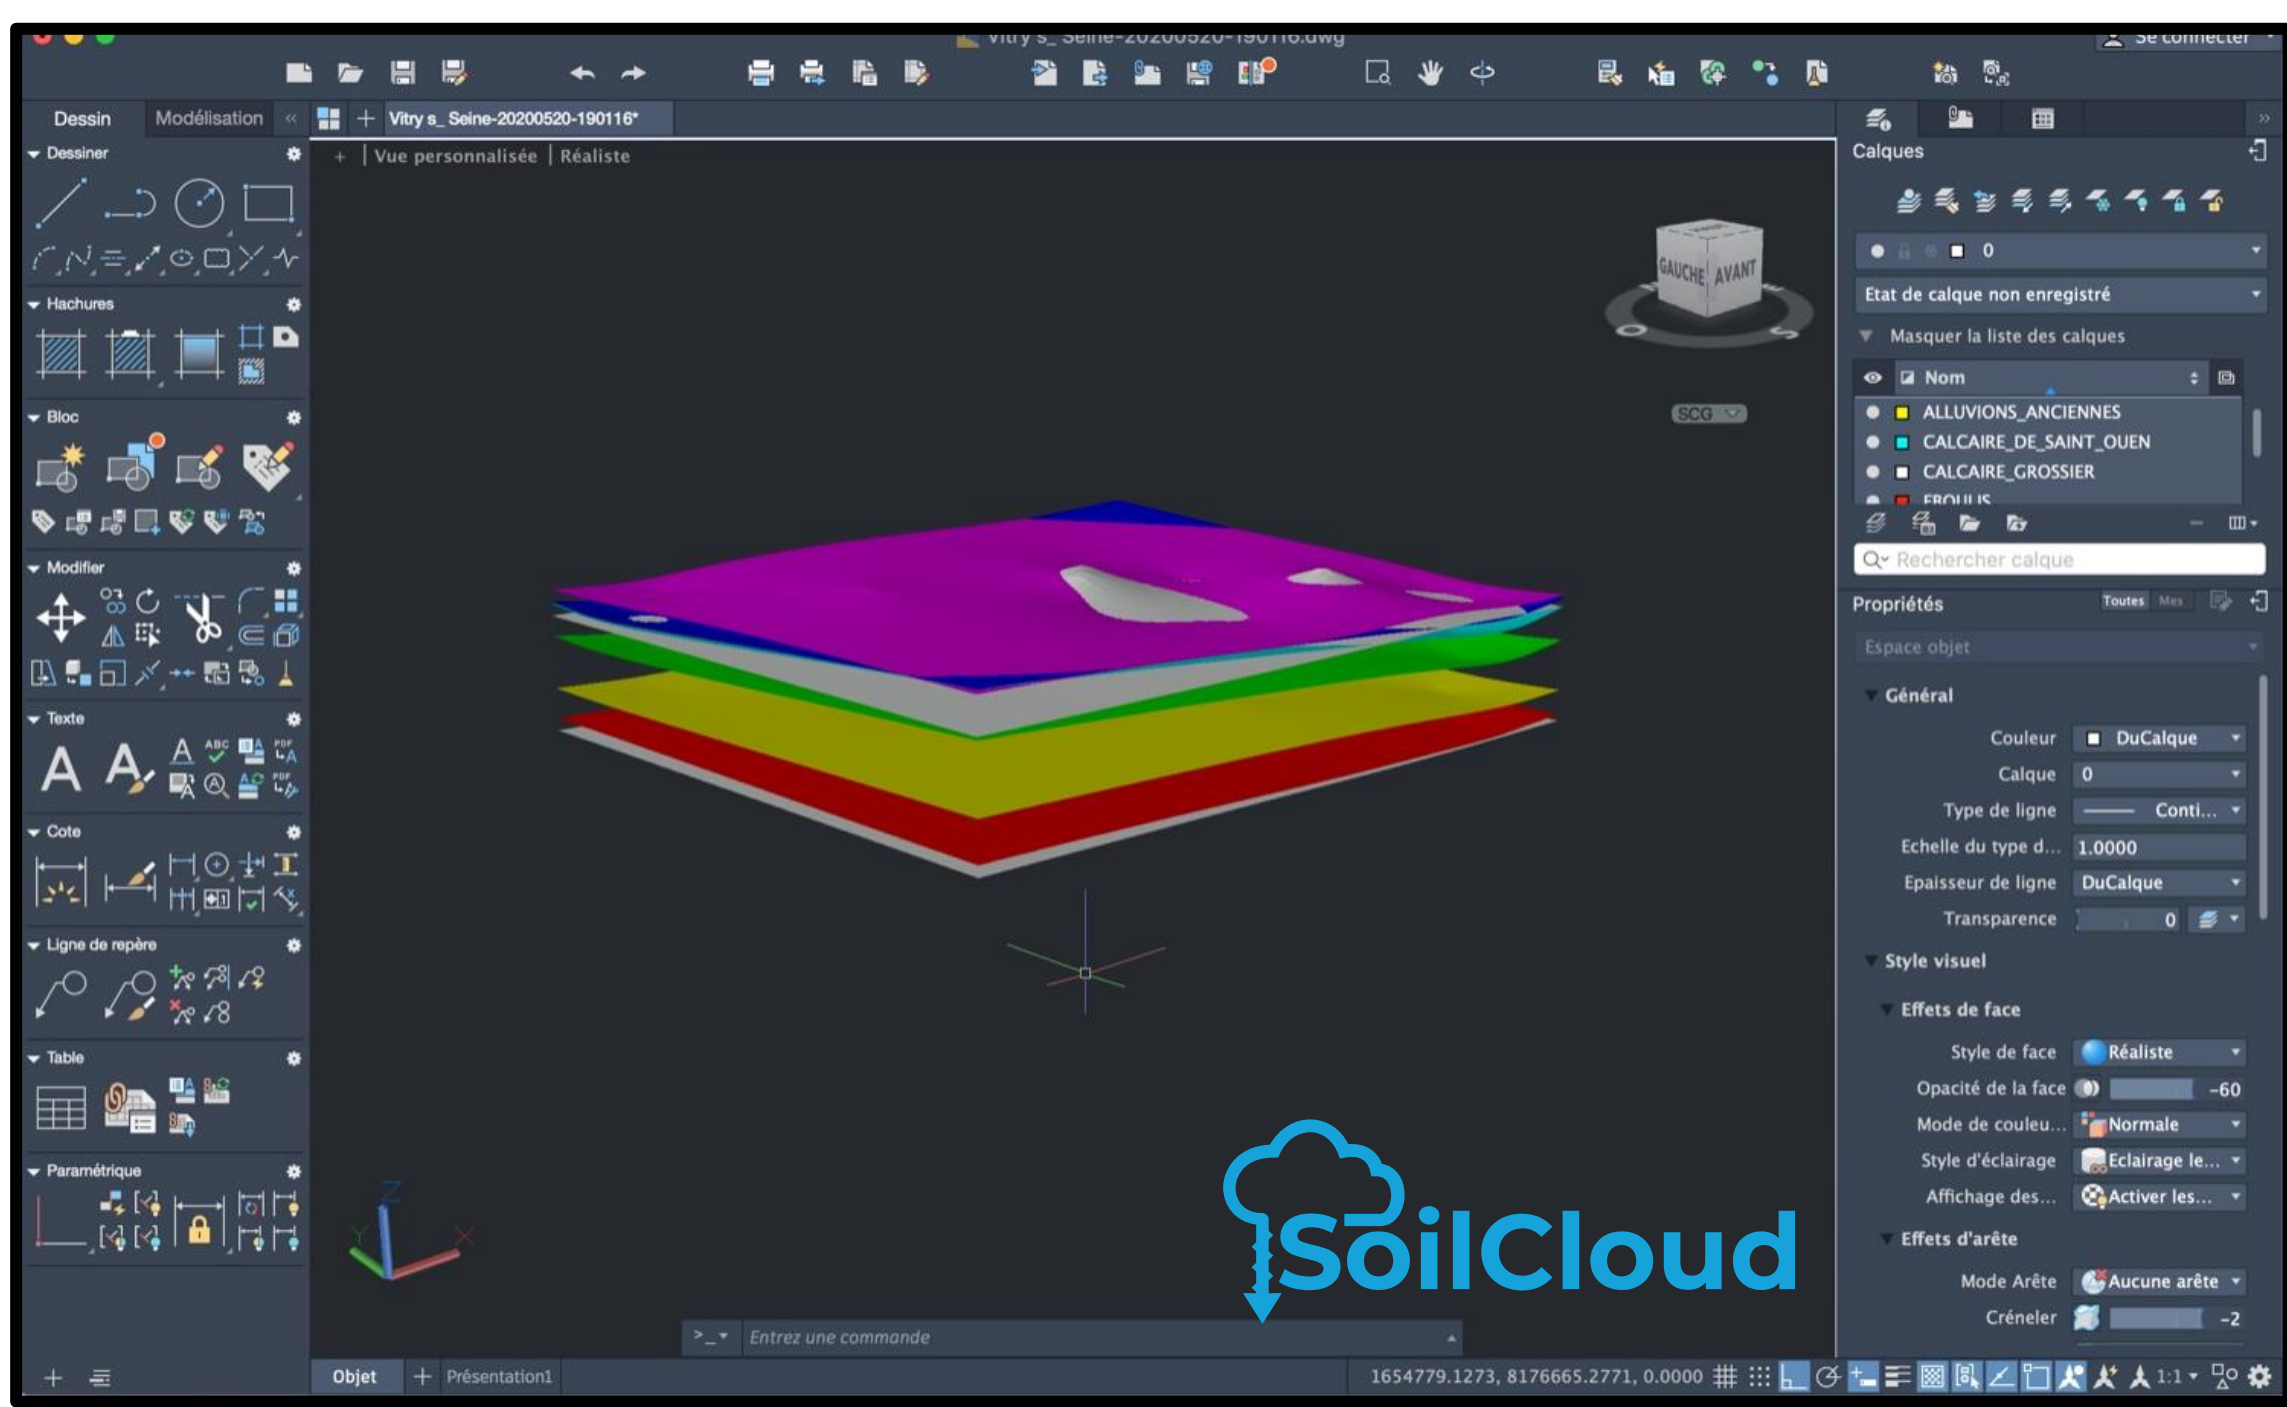 Vitry s_ Seine-20200520-190116.dwg
Se connecter
Dessin
Modélisation
Vitry s_ Seine-20200520-190116*
Calques
Dessiner
+ | Vue personnalisée | Réaliste
GAUCHE
AVANT
O
S
SCG
0
Etat de calque non enregistré
Masquer la liste des calques
Nom
ALLUVIONS_ANCIENNES
CALCAIRE_DE_SAINT_OUEN
CALCAIRE_GROSSIER
EBOULIS
Rechercher calque
Hachures
Bloc
Modifier
Texte
A A A ABC A PDF A
A A A PDF
Cote
1
Ligne de repère
Table
Paramétrique
Propriétés
Toutes Mes
Espace objet
Général
Couleur DuCalque
Calque 0
Type de ligne Conti...
Echelle du type d... 1.0000
Epaisseur de ligne DuCalque
Transparence 0
Style visuel
Effets de face
Style de face Réaliste
Opacité de la face -60
Mode de couleu... Normale
Style d'éclairage Eclairage le...
Affichage des... Activer les...
Effets d'arête
Mode Arête Aucune arête
Créneler -2
Z
Y
X
SoilCloud
>_ Entrez une commande
Objet
+ Présentation1
1654779.1273, 8176665.2771, 0.0000
1:1